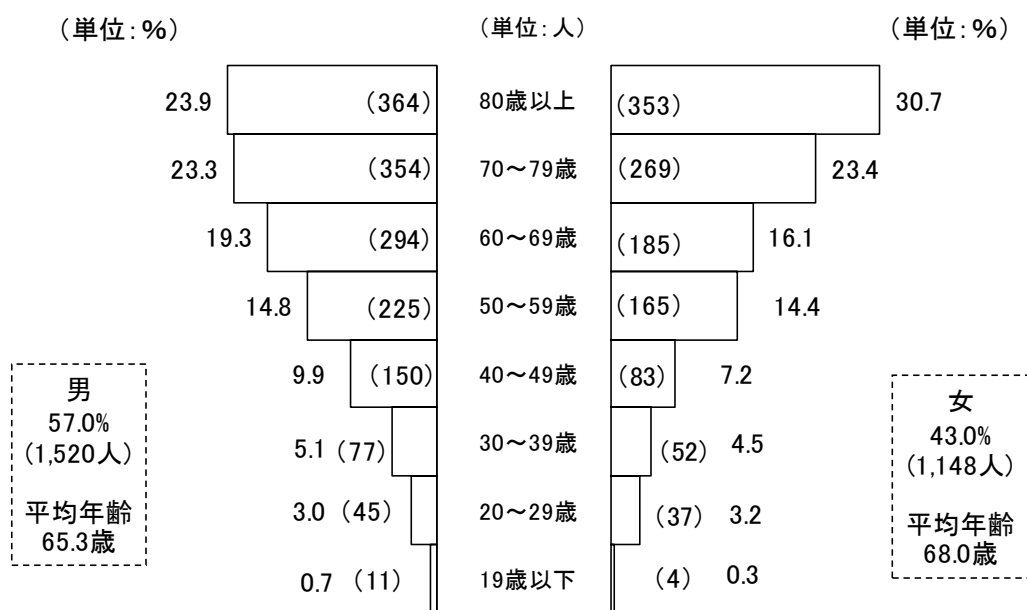 （単位：％） （単位：人） （単位：％）
23.9 （364） 80歳以上 （353） 30.7
23.3 （354） 70～79歳 （269） 23.4
19.3 （294） 60～69歳 （185） 16.1
14.8 （225） 50～59歳 （165） 14.4
9.9 （150） 40～49歳 （83） 7.2
5.1 （77） 30～39歳 （52） 4.5
3.0 （45） 20～29歳 （37） 3.2
0.7 （11） 19歳以下 （4） 0.3
男
57.0%
（1,520人）
平均年齢
65.3歳
女
43.0%
（1,148人）
平均年齢
68.0歳